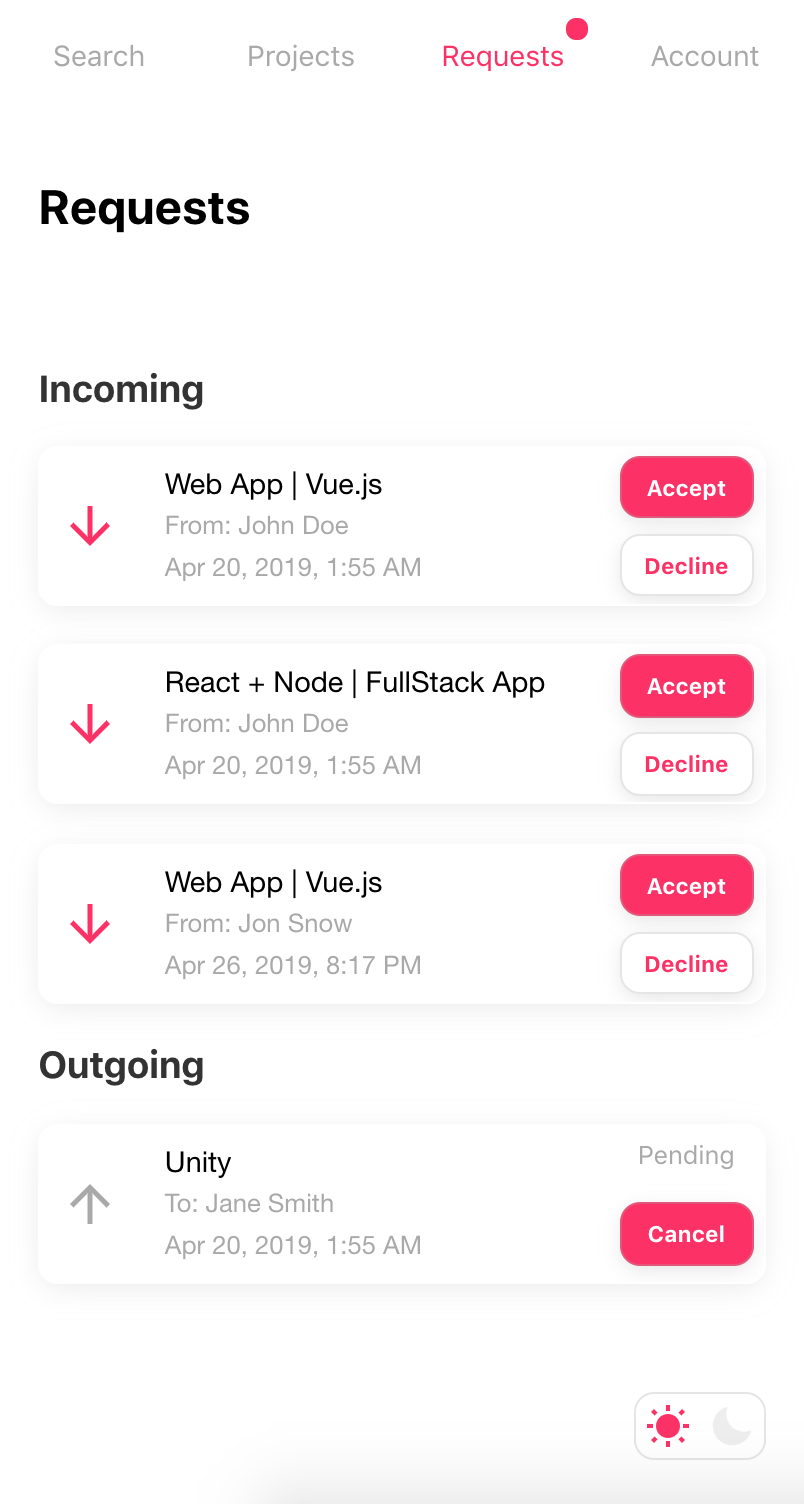 Search Projects Requests Account
Requests
Incoming
Web App | Vue.js
From: John Doe
Apr 20, 2019, 1:55 AM
Accept
Decline
React + Node | FullStack App
From: John Doe
Apr 20, 2019, 1:55 AM
Accept
Decline
Web App | Vue.js
From: Jon Snow
Apr 26, 2019, 8:17 PM
Accept
Decline
Outgoing
Unity
To: Jane Smith
Apr 20, 2019, 1:55 AM
Pending
Cancel